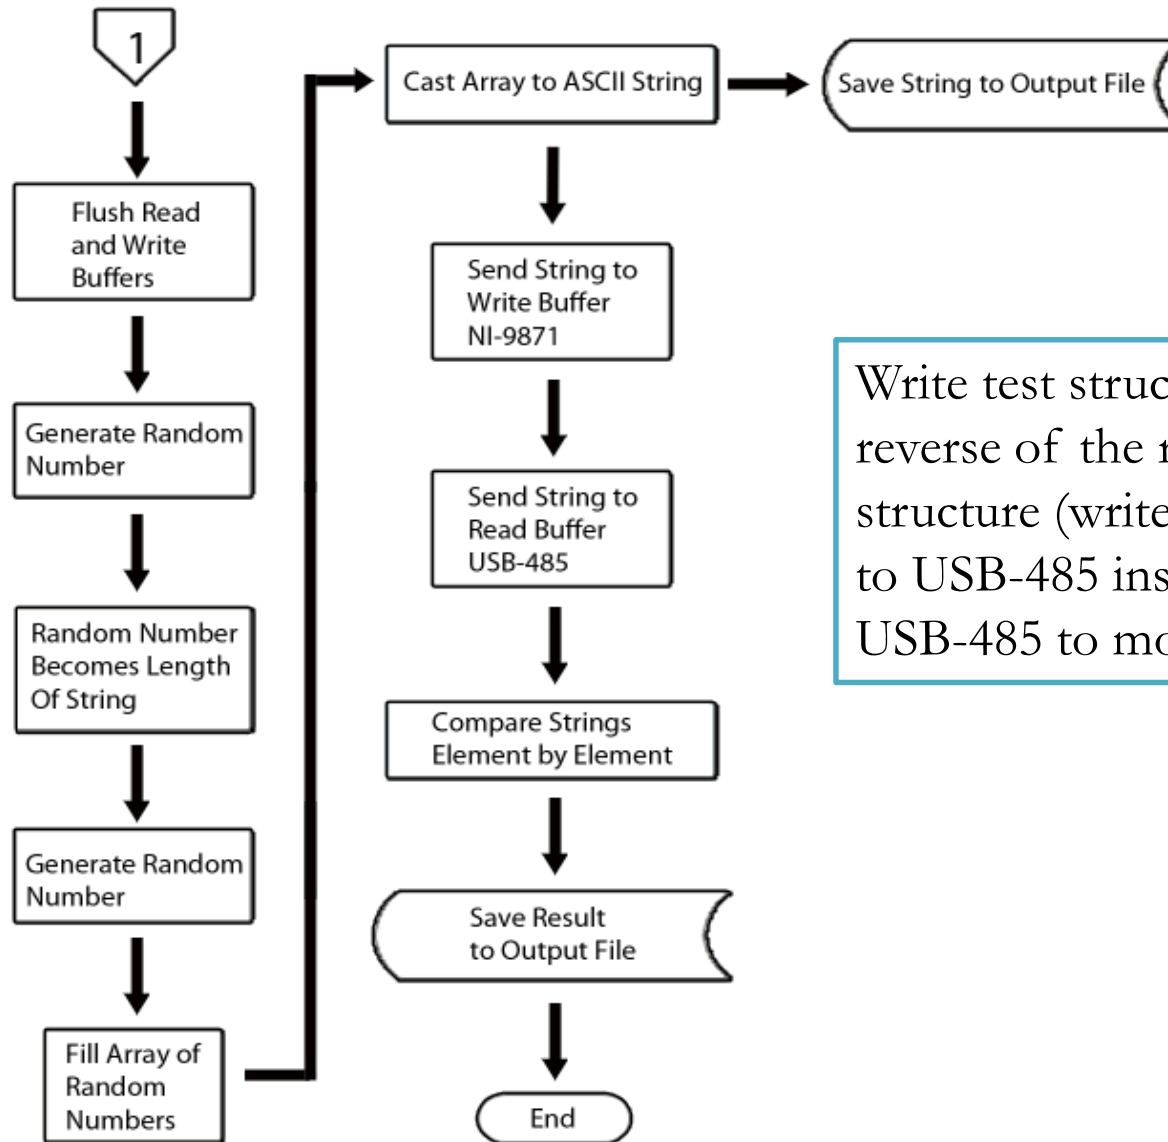 1
Flush Read
and Write
Buffers
Generate Random
Number
Random Number
Becomes Length
Of String
Generate Random
Number
Fill Array of
Random
Numbers
Cast Array to ASCII String
Save String to Output File
Send String to
Write Buffer
NI-9871
Send String to
Read Buffer
USB-485
Compare Strings
Element by Element
Save Result
to Output File
End
Write test
reverse of the
structure (write
to USB-485
USB-485 to